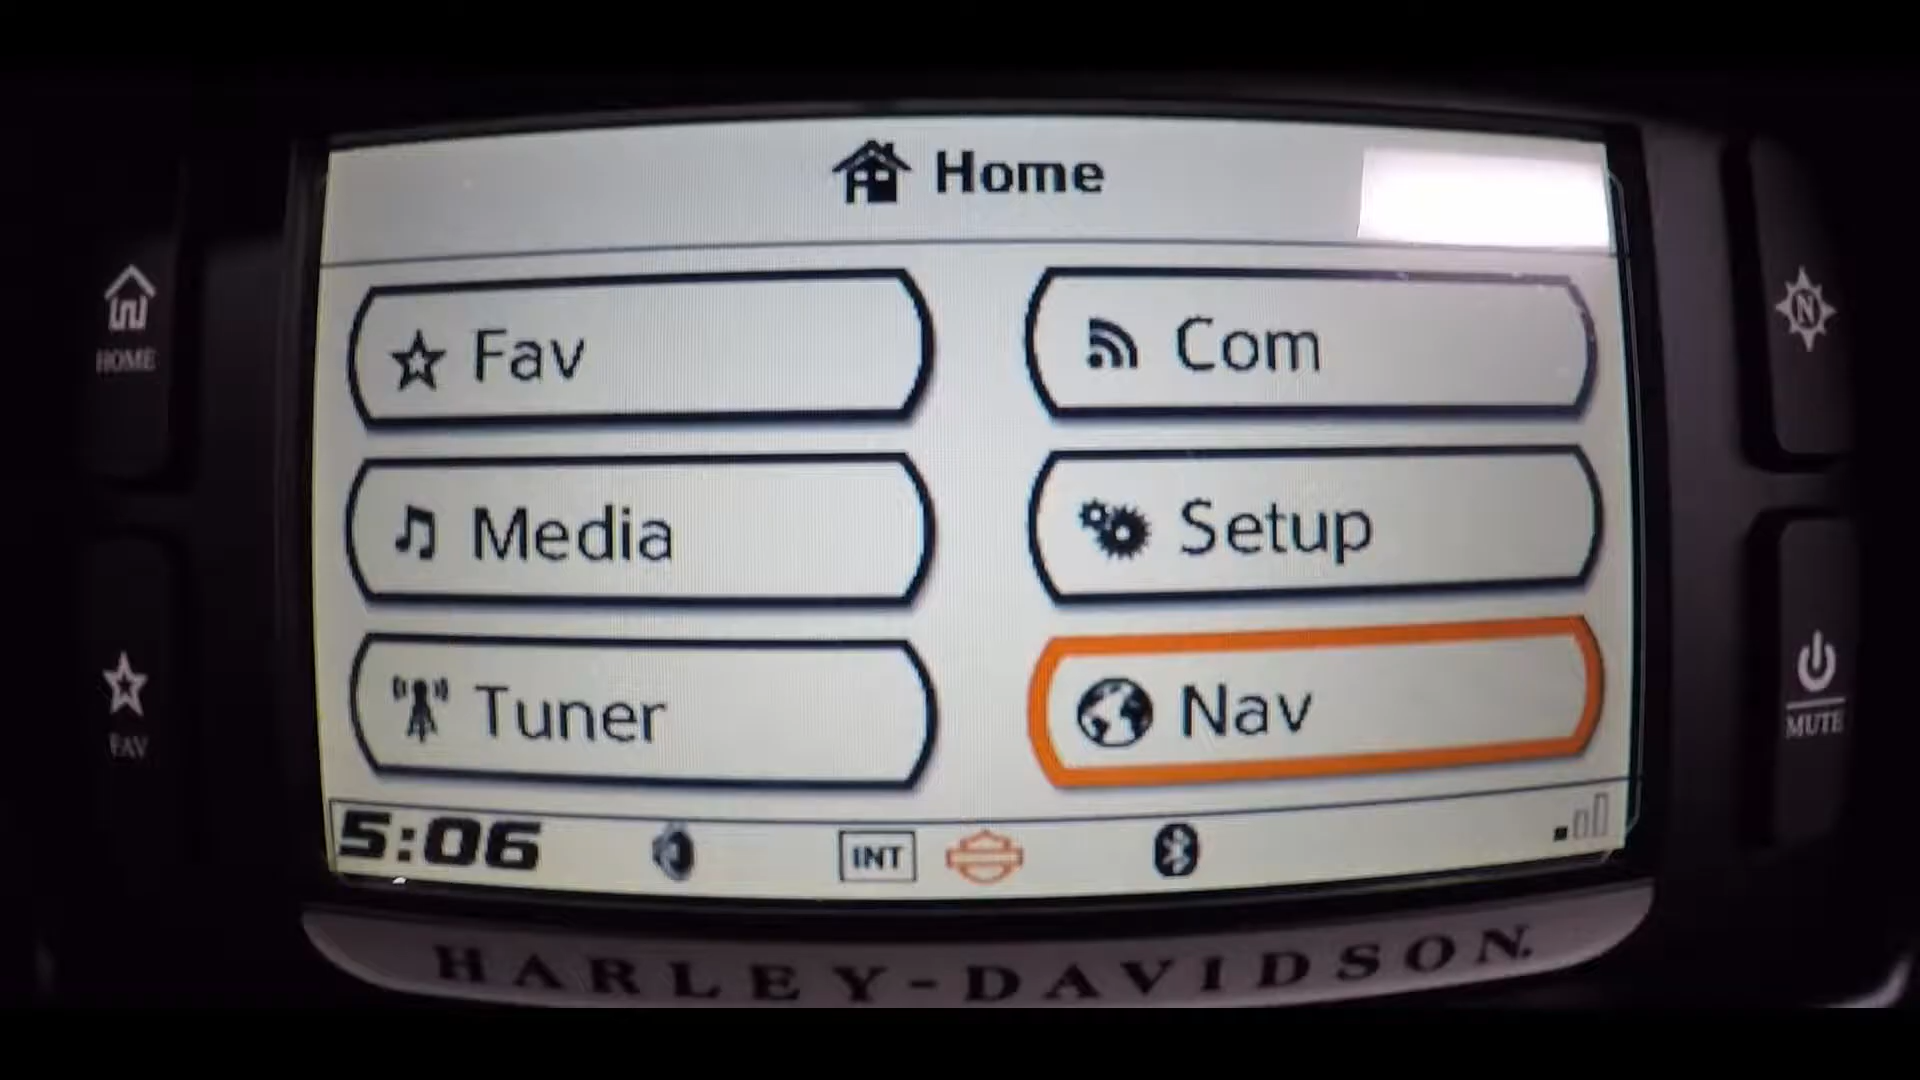 Home
HOME
N
Fav
Com
Media
Setup
Tuner
Nav
FAV
MUTE
5:06
INT
HARLEY-DAVIDSON.